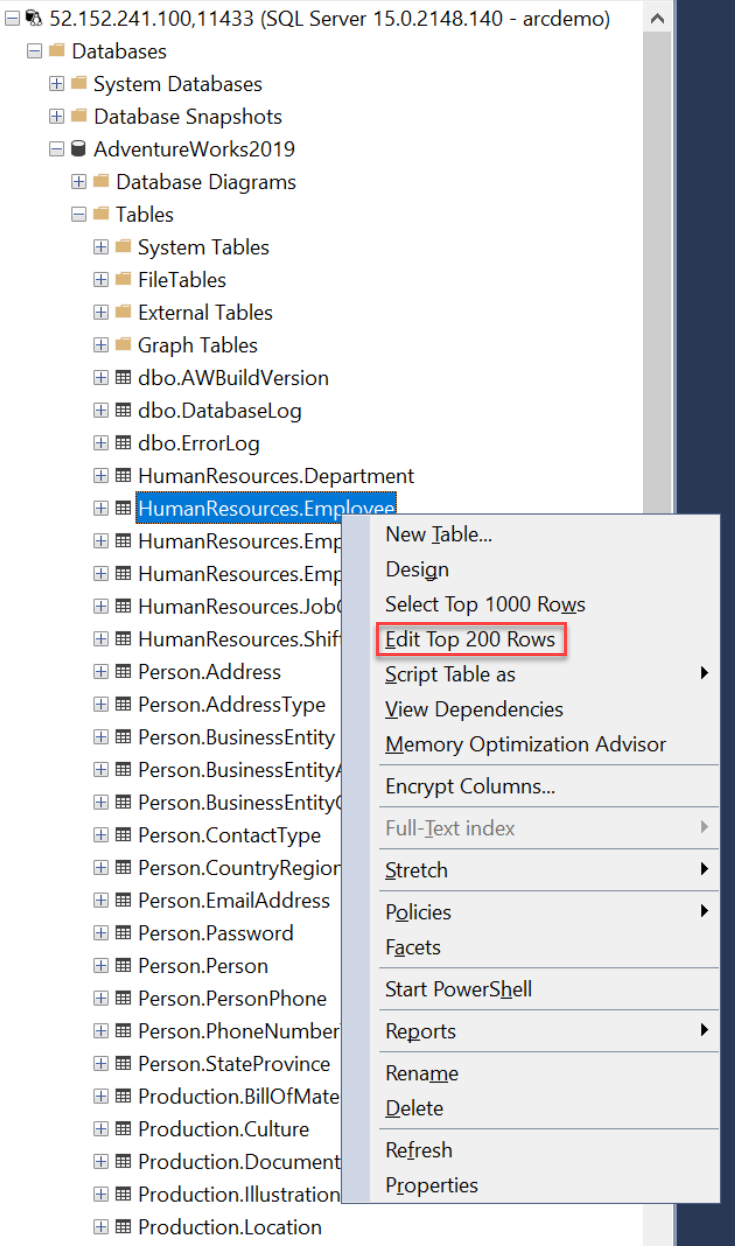 52.152.241.100,11433 (SQL Server 15.0.2148.140 - arcdemo)
Databases
System Databases
Database Snapshots
AdventureWorks2019
Database Diagrams
Tables
System Tables
FileTables
External Tables
Graph Tables
dbo.AWBuildVersion
dbo.DatabaseLog
dbo.ErrorLog
HumanResources.Department
HumanResources.Employee
HumanResources.Emp
HumanResources.Emp
HumanResources.Job
HumanResources.Shift
Person.Address
Person.AddressType
Person.BusinessEntity
Person.BusinessEntityA
Person.BusinessEntityC
Person.ContactType
Person.CountryRegion
Person.EmailAddress
Person.Password
Person.Person
Person.PersonPhone
Person.PhoneNumber
Person.StateProvince
Production.BillOfMate
Production.Culture
Production.Document
Production.Illustration
Production.Location
New Table...
Design
Select Top 1000 Rows
Edit Top 200 Rows
Script Table as
View Dependencies
Memory Optimization Advisor
Encrypt Columns...
Full-Text index
Stretch
Policies
Facets
Start PowerShell
Reports
Rename
Delete
Refresh
Properties